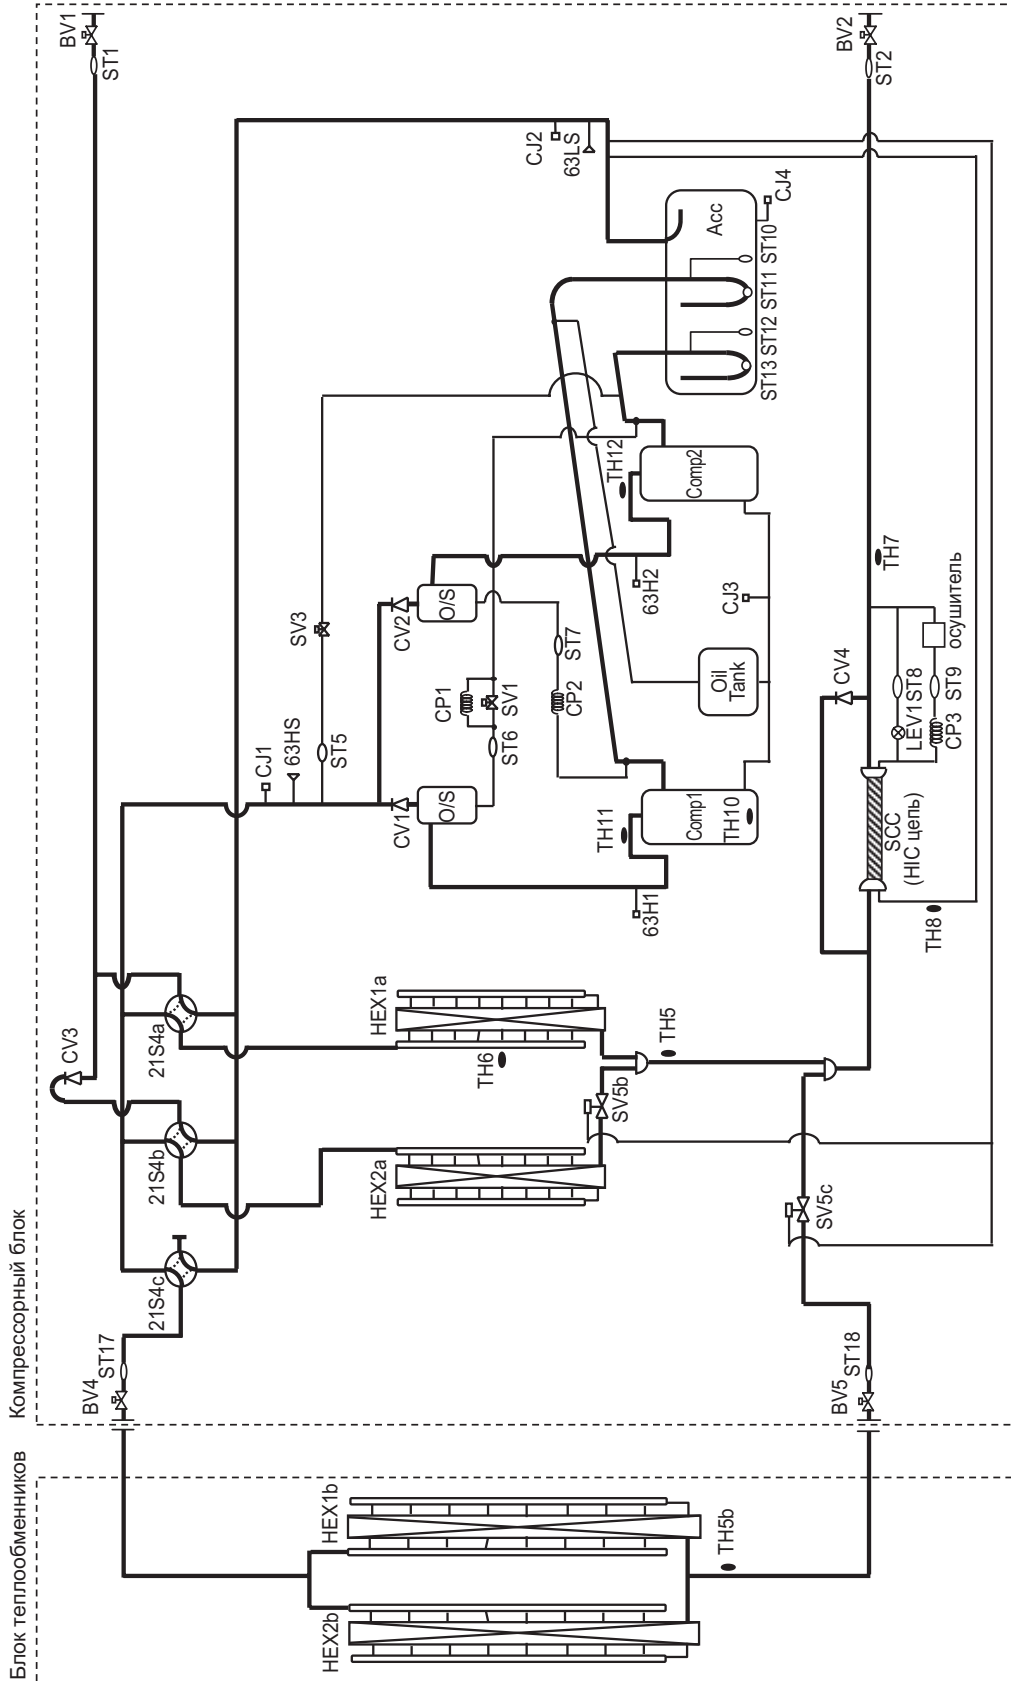 Компрессорный блок
Блок теплообменников
BV1
ST1
BV2
ST2
CJ2
63LS
CJ4
Acc
ST10
ST11
ST12
ST13
TH12
Comp2
TH7
SV3
CV2
O/S
63H2
CJ3
осушитель
ST7
CP1
SV1
CP2
Oil
Tank
CV4
LEV1
ST8
CP3
ST9
CJ1
63HS
ST5
ST6
CV1
O/S
TH11
Comp1
TH10
SCC
(HIC цепь)
63H1
TH8
CV3
21S4a
HEX1a
TH6
TH5
SV5b
21S4b
HEX2a
SV5c
21S4c
ST17
BV4
ST18
BV5
HEX1b
TH5b
HEX2b